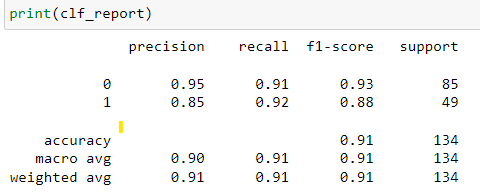 print(clf_report)
precision recall f1-score support
0 0.95 0.91 0.93 85
1 0.85 0.92 0.88 49
accuracy 0.91 134
macro avg 0.90 0.91 0.91 134
weighted avg 0.91 0.91 0.91 134